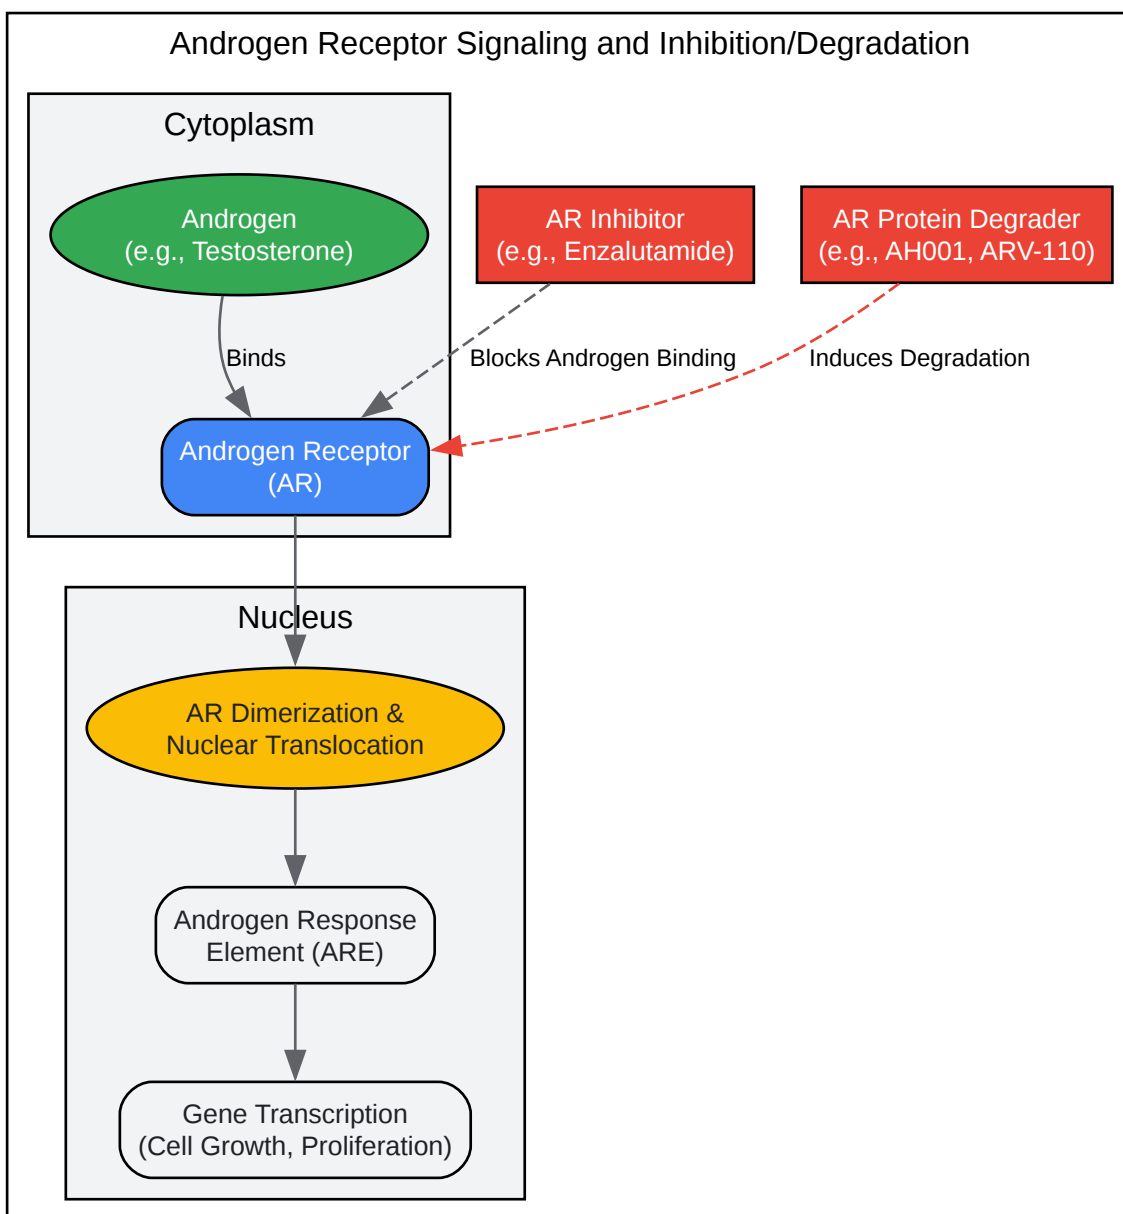 Androgen Receptor Signaling and Inhibition/Degradation
Cytoplasm
Androgen
(e.g., Testosterone)
AR Inhibitor
(e.g., Enzalutamide)
AR Protein Degrader
(e.g., AH001, ARV-110)
Binds
Blocks Androgen Binding
Induces Degradation
Androgen Receptor
(AR)
Nucleus
AR Dimerization &
Nuclear Translocation
Androgen Response
Element (ARE)
Gene Transcription
(Cell Growth, Proliferation)